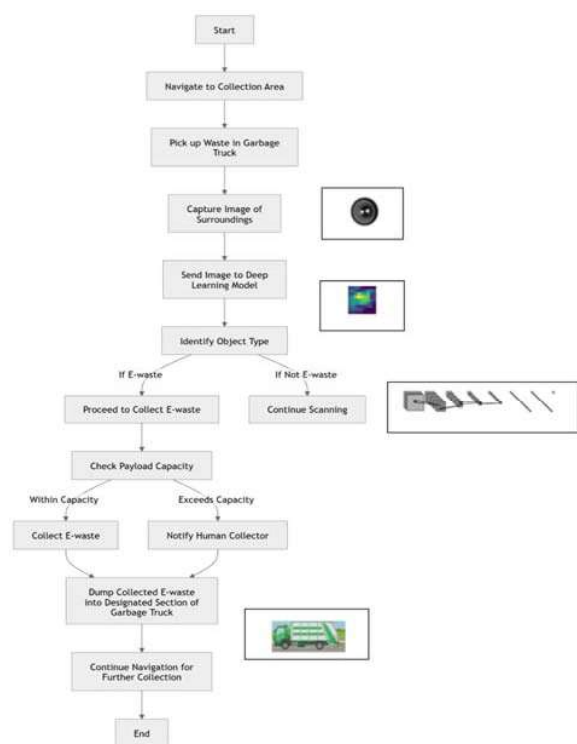 Start
Navigate to Collection Area
Pick up Waste in Garbage
Truck
Capture Image of
Surroundings
Send Image to Deep
Learning Model
Identify Object Type
If E-waste
If Not E-waste
Proceed to Collect E-waste
Continue Scanning
Check Payload Capacity
Within Capacity
Exceeds Capacity
Collect E-waste
Notify Human Collector
Dump Collected E-waste
into Designated Section of
Garbage Truck
Continue Navigation for
Further Collection
End